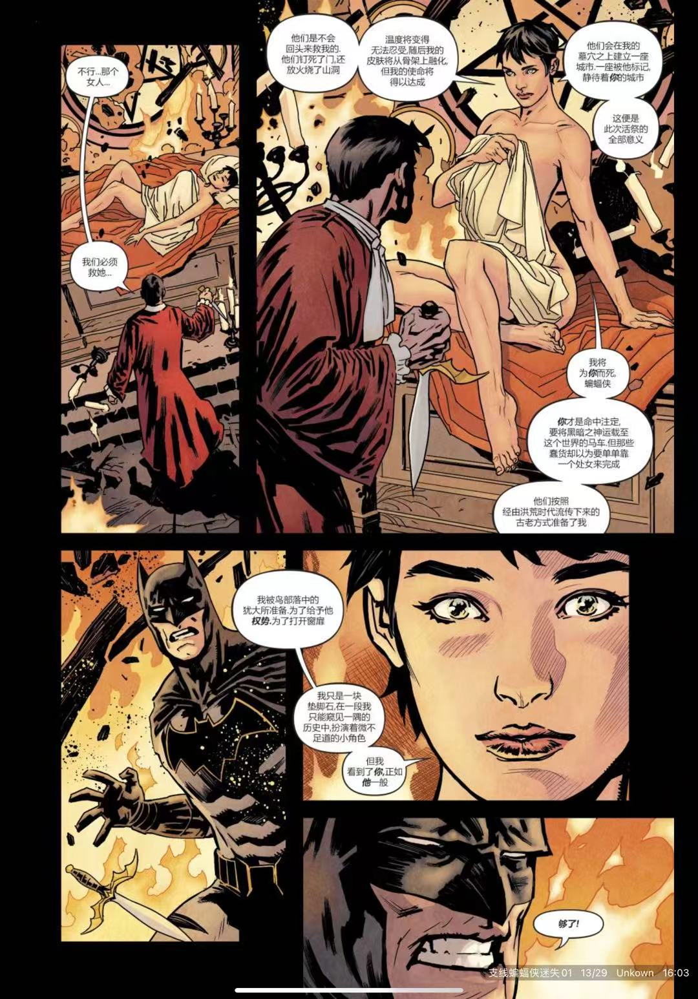 不行...那个
女人...
我们必须
救她...
他们是不会
回头来救我的.
他们钉死了门,还
放火烧了山洞
温度将变得
无法忍受,随后我的
皮肤将从骨架上融化,
但我的使命将
得以达成
他们会在我的
墓穴之上建立一座
城市.一座被他标记,
静待着你的城市
这便是
此次活祭的
全部意义
我将
为你而死,
蝙蝠侠
你才是命中注定,
要将黑暗之神运载至
这个世界的马车.但那些
蠢货却以为要单单靠
一个处女来完成
他们按照
经由洪荒时代流传下来的
古老方式准备了我
我被鸟部落中的
犹大所准备.为了给予他
权势.为了打开窗扉
我只是一块
垫脚石,在一段我
只能窥见一隅的
历史中,扮演着微不
足道的小角色
但我
看到了你,正如
他一般
够了!
支线蝙蝠侠迷失01 13/29 Unkown 16:03